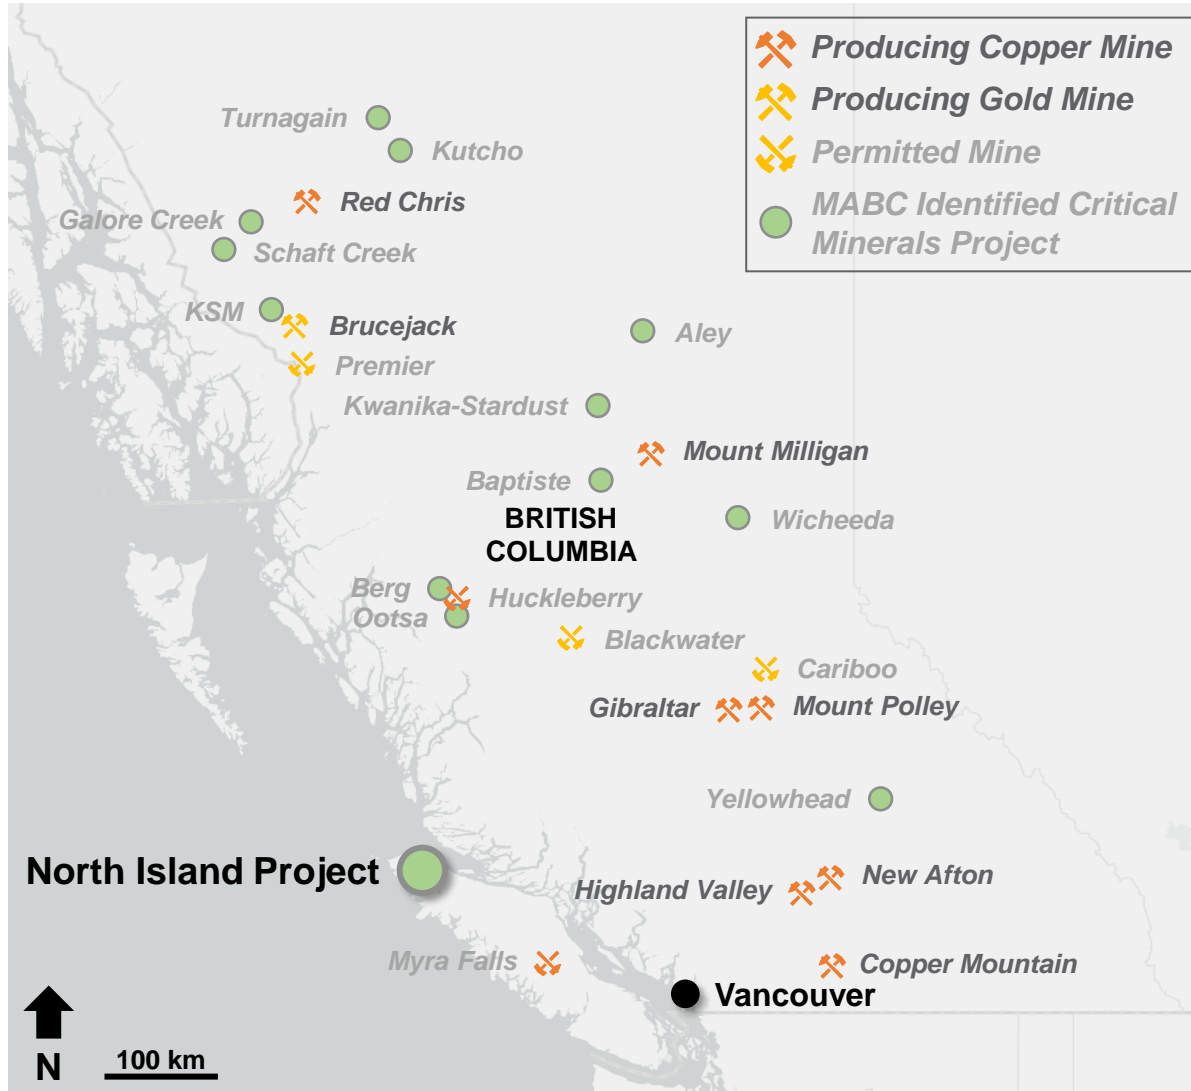 Producing Copper Mine
Producing Gold Mine
Permitted Mine
MABC Identified Critical
Minerals Project
Turnagain
Kutcho
Red Chris
Galore Creek
Schaft Creek
KSM
Brucejack
Aley
Premier
Kwanika-Stardust
Mount Milligan
Baptiste
BRITISH
COLUMBIA
Wicheeda
Berg
Huckleberry
Ootsa
Blackwater
Cariboo
Gibraltar
Mount Polley
Yellowhead
North Island Project
New Afton
Highland Valley
Myra Falls
Copper Mountain
Vancouver
N
100 km